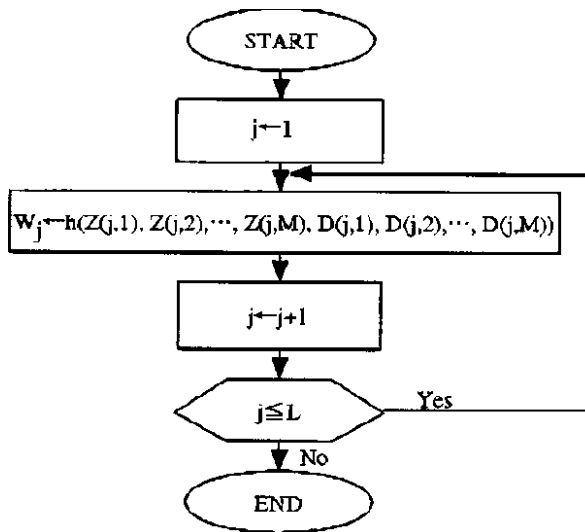 START
j←1
Wj←h(Z(j,1), Z(j,2),⋯, Z(j,M), D(j,1), D(j,2),⋯, D(j,M))
j←j+1
j≦L
Yes
No
END